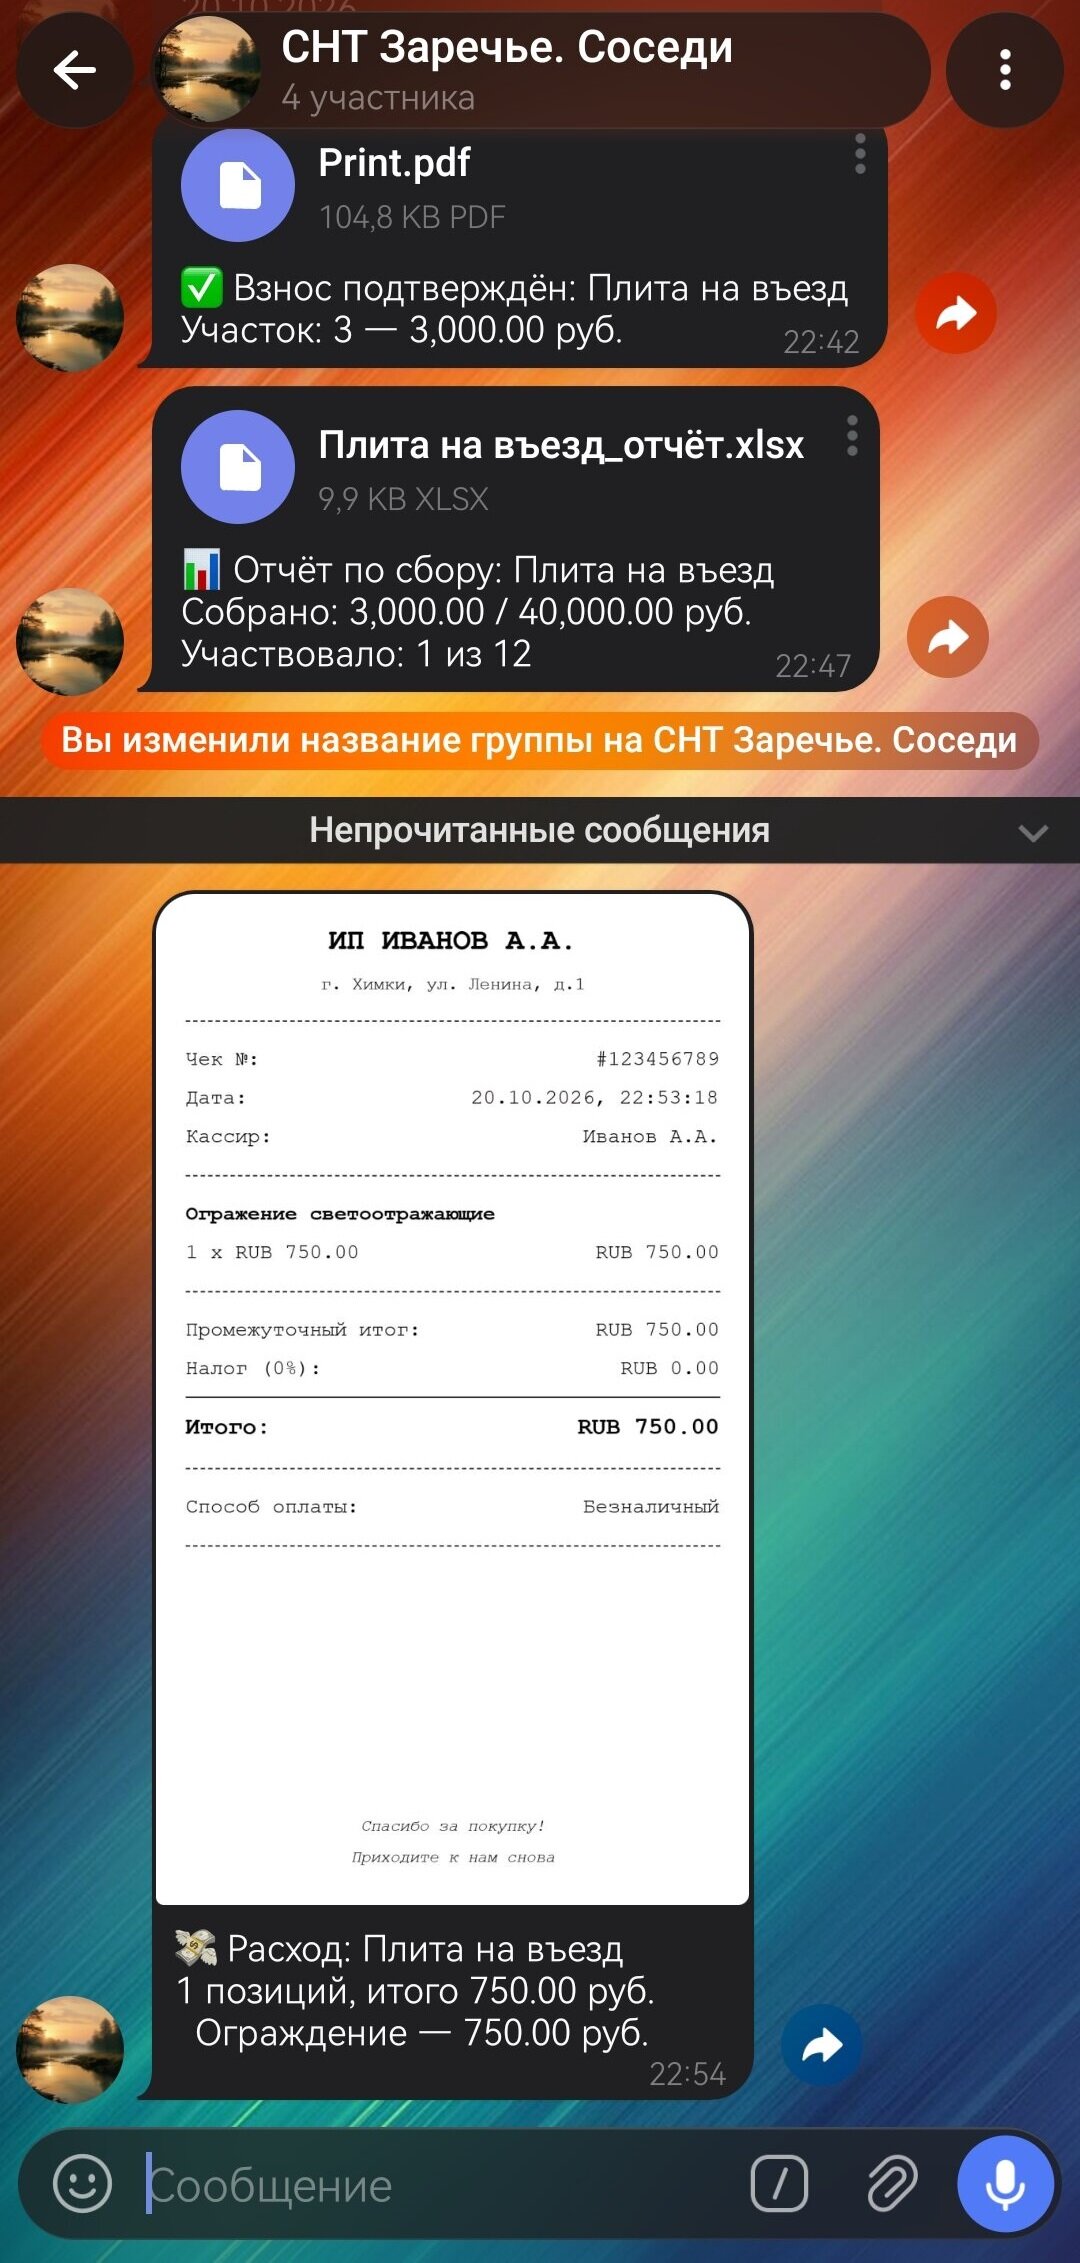 20.10.2026
СНТ Заречье. Соседи
4 участника
Print.pdf
104,8 KB PDF
✅ Взнос подтверждён: Плита на въезд
Участок: 3 — 3,000.00 руб.
22:42
Плита на въезд_отчёт.xlsx
9,9 KB XLSX
📊 Отчёт по сбору: Плита на въезд
Собрано: 3,000.00 / 40,000.00 руб.
Участвовало: 1 из 12
22:47
Вы изменили название группы на СНТ Заречье. Соседи
Непрочитанные сообщения
ИП ИВАНОВ А.А.
г. Химки, ул. Ленина, д.1
Чек №: #123456789
Дата: 20.10.2026, 22:53:18
Кассир: Иванов А.А.
Огражение светоотражающие
1 x RUB 750.00 RUB 750.00
Промежуточный итог: RUB 750.00
Налог (0%): RUB 0.00
Итого: RUB 750.00
Способ оплаты: Безналичный
Спасибо за покупку!
Приходите к нам снова
💸 Расход: Плита на въезд
1 позиций, итого 750.00 руб.
Ограждение — 750.00 руб.
22:54
Сообщение